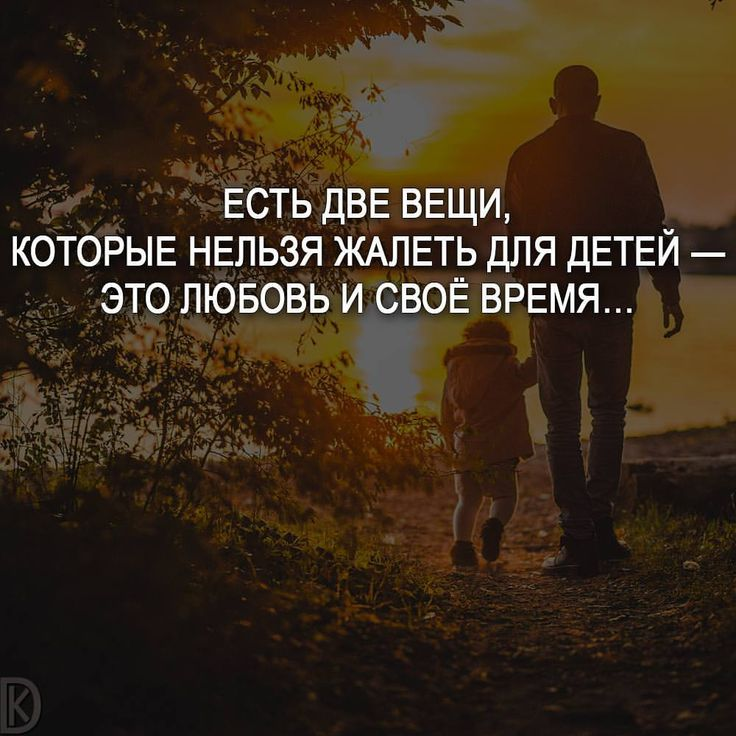 ЕСТЬ ДВЕ ВЕЩИ,
КОТОРЫЕ НЕЛЬЗЯ ЖАЛЕТЬ ДЛЯ ДЕТЕЙ —
ЭТО ЛЮБОВЬ И СВОЁ ВРЕМЯ...